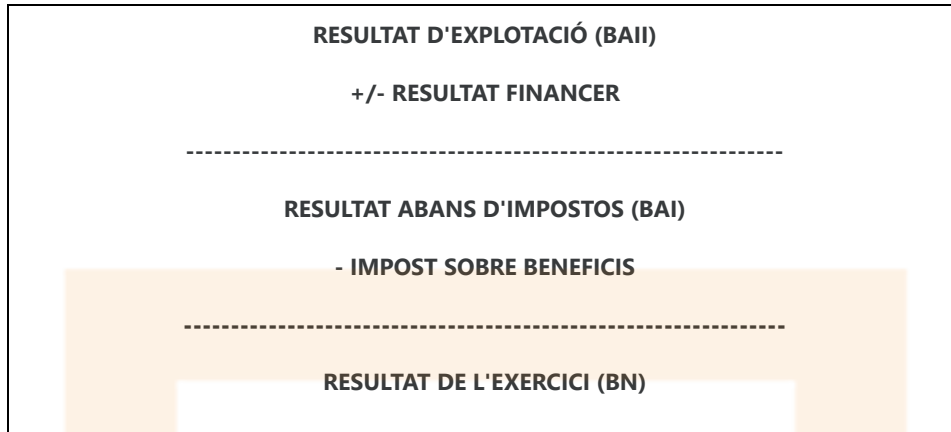 RESULTAT D'EXPLOTACIÓ (BAII)
+/- RESULTAT FINANCER
----------------------------------------------------------------
RESULTAT ABANS D'IMPOSTOS (BAI)
- IMPOST SOBRE BENEFICIS
----------------------------------------------------------------
RESULTAT DE L'EXERCICI (BN)